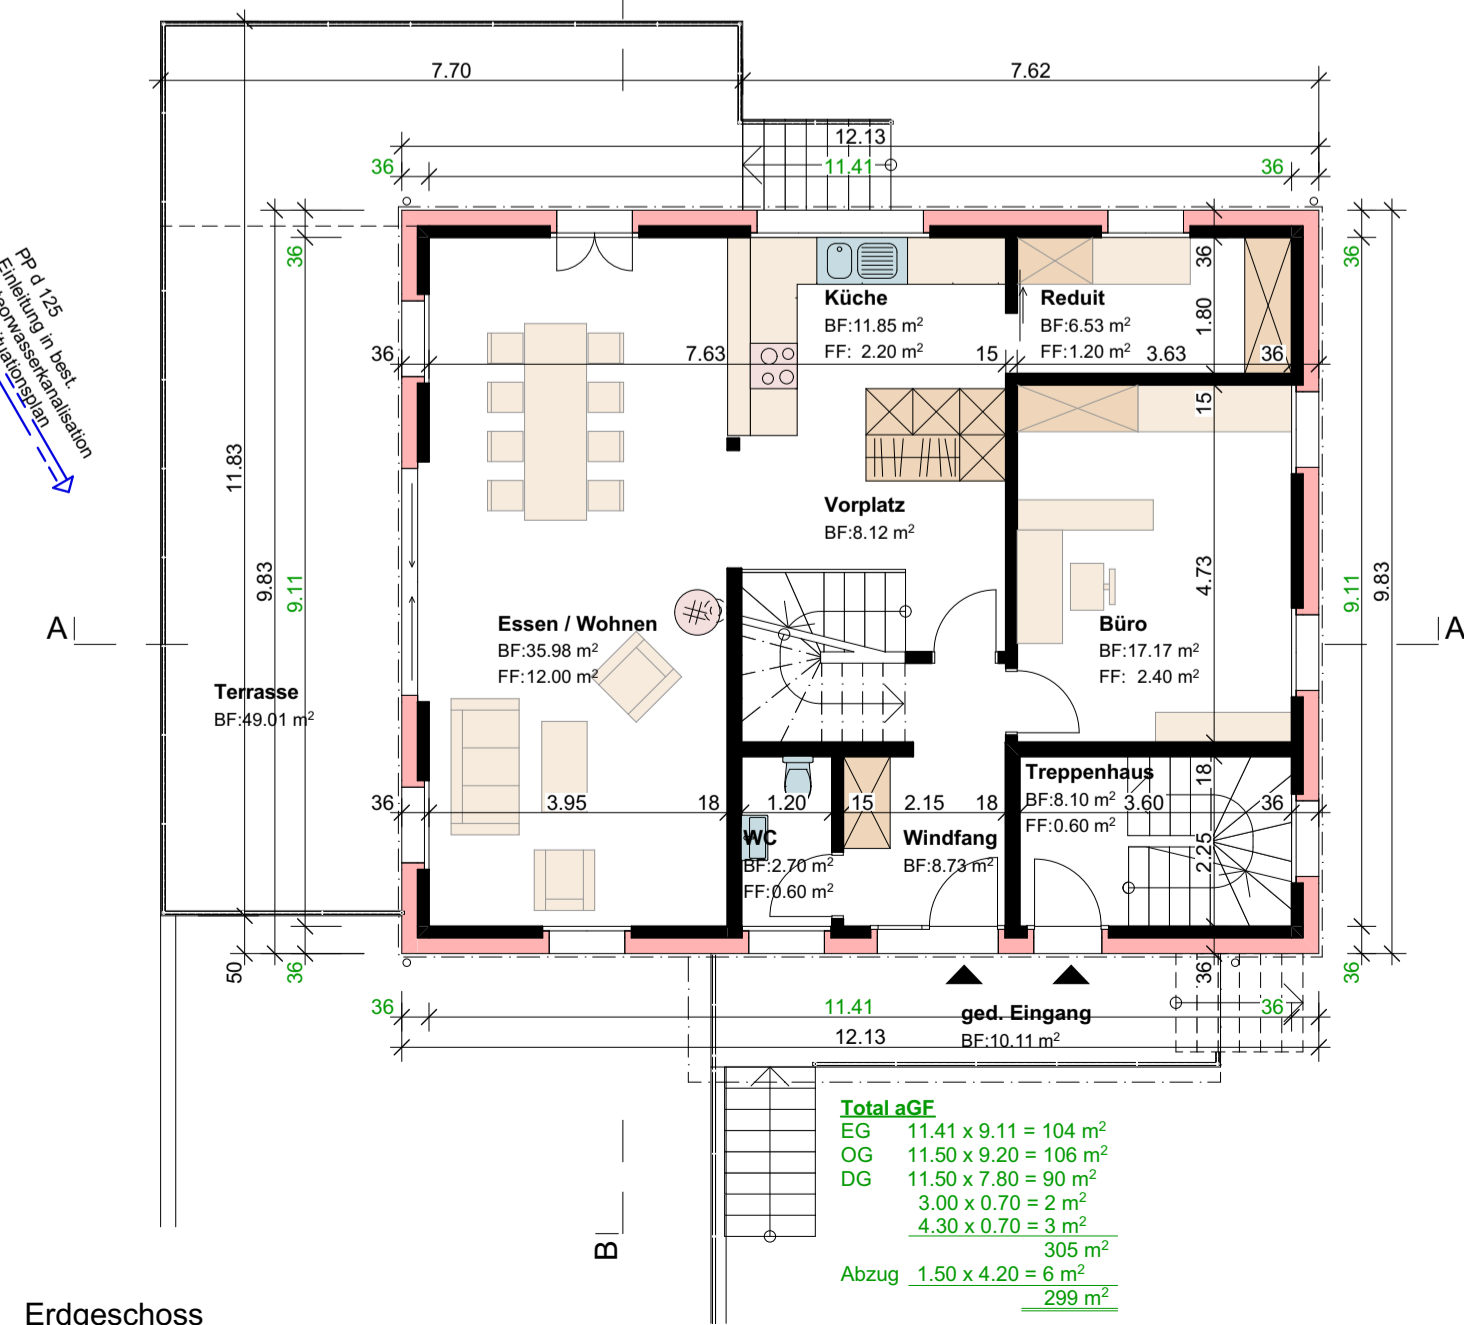 7.70
7.62
12.13
36
11.41
36
PP d 125
Einleitung in best.
36
36
36
36
7.63
Küche
BF:11.85 m²
FF: 2.20 m²
15
Reduit
BF:6.53 m²
FF:1.20 m²
1.80
3.63
36
15
11.83
9.83
9.11
Vorplatz
BF:8.12 m²
4.73
9.11
9.83
A
A
Essen / Wohnen
BF:35.98 m²
FF:12.00 m²
Büro
BF:17.17 m²
FF: 2.40 m²
Terrasse
BF:49.01 m²
Treppenhaus
BF:8.10 m²
FF:0.60 m²
18
36
3.95
18
1.20
15
2.15
18
3.60
36
WC
BF:2.70 m²
FF:0.60 m²
Windfang
BF:8.73 m²
2.25
50
36
36
36
36
11.41
36
ged. Eingang
BF:10.11 m²
12.13
Total aGF
EG 11.41 x 9.11 = 104 m²
OG 11.50 x 9.20 = 106 m²
DG 11.50 x 7.80 = 90 m²
3.00 x 0.70 = 2 m²
4.30 x 0.70 = 3 m²
305 m²
Abzug 1.50 x 4.20 = 6 m²
299 m²
B
Erdgeschoss